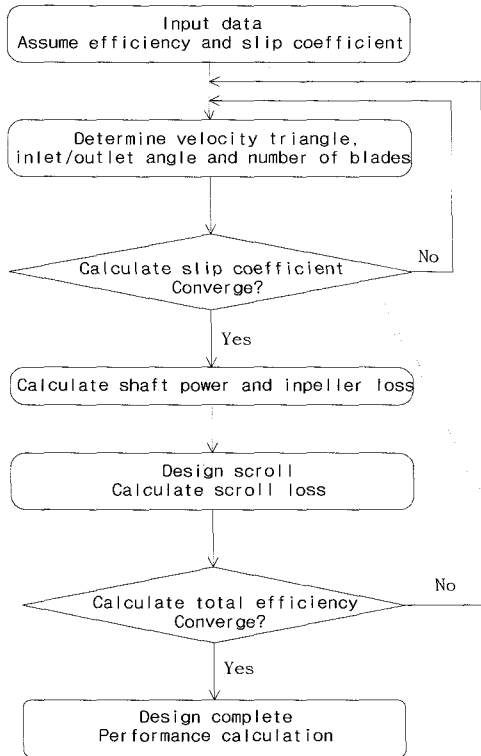 Input data
Assume efficiency and slip coefficient
Determine velocity triangle,
inlet/outlet angle and number of blades
Calculate slip coefficient
Converge?
No
Yes
Calculate shaft power and inpeller loss
Design scroll
Calculate scroll loss
Calculate total efficiency
Converge?
No
Yes
Design complete
Performance calculation